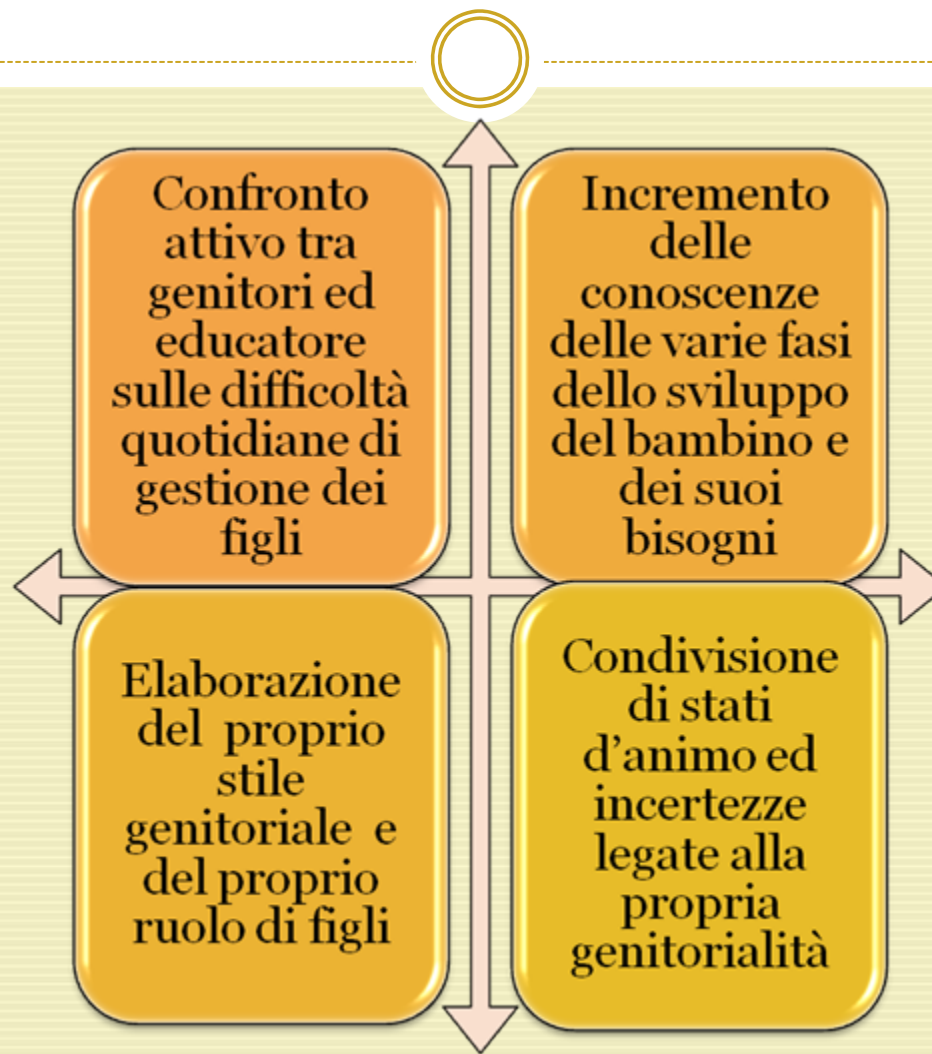 Confronto
attivo tra
genitori ed
educatore
sulle difficoltà
quotidiane di
gestione dei
figli
Incremento
delle
conoscenze
delle varie fasi
dello sviluppo
del bambino e
dei suoi
bisogni
Elaborazione
del proprio
stile
genitoriale e
del proprio
ruolo di figli
Condivisione
di stati
d’animo ed
incertezze
legate alla
propria
genitorialità